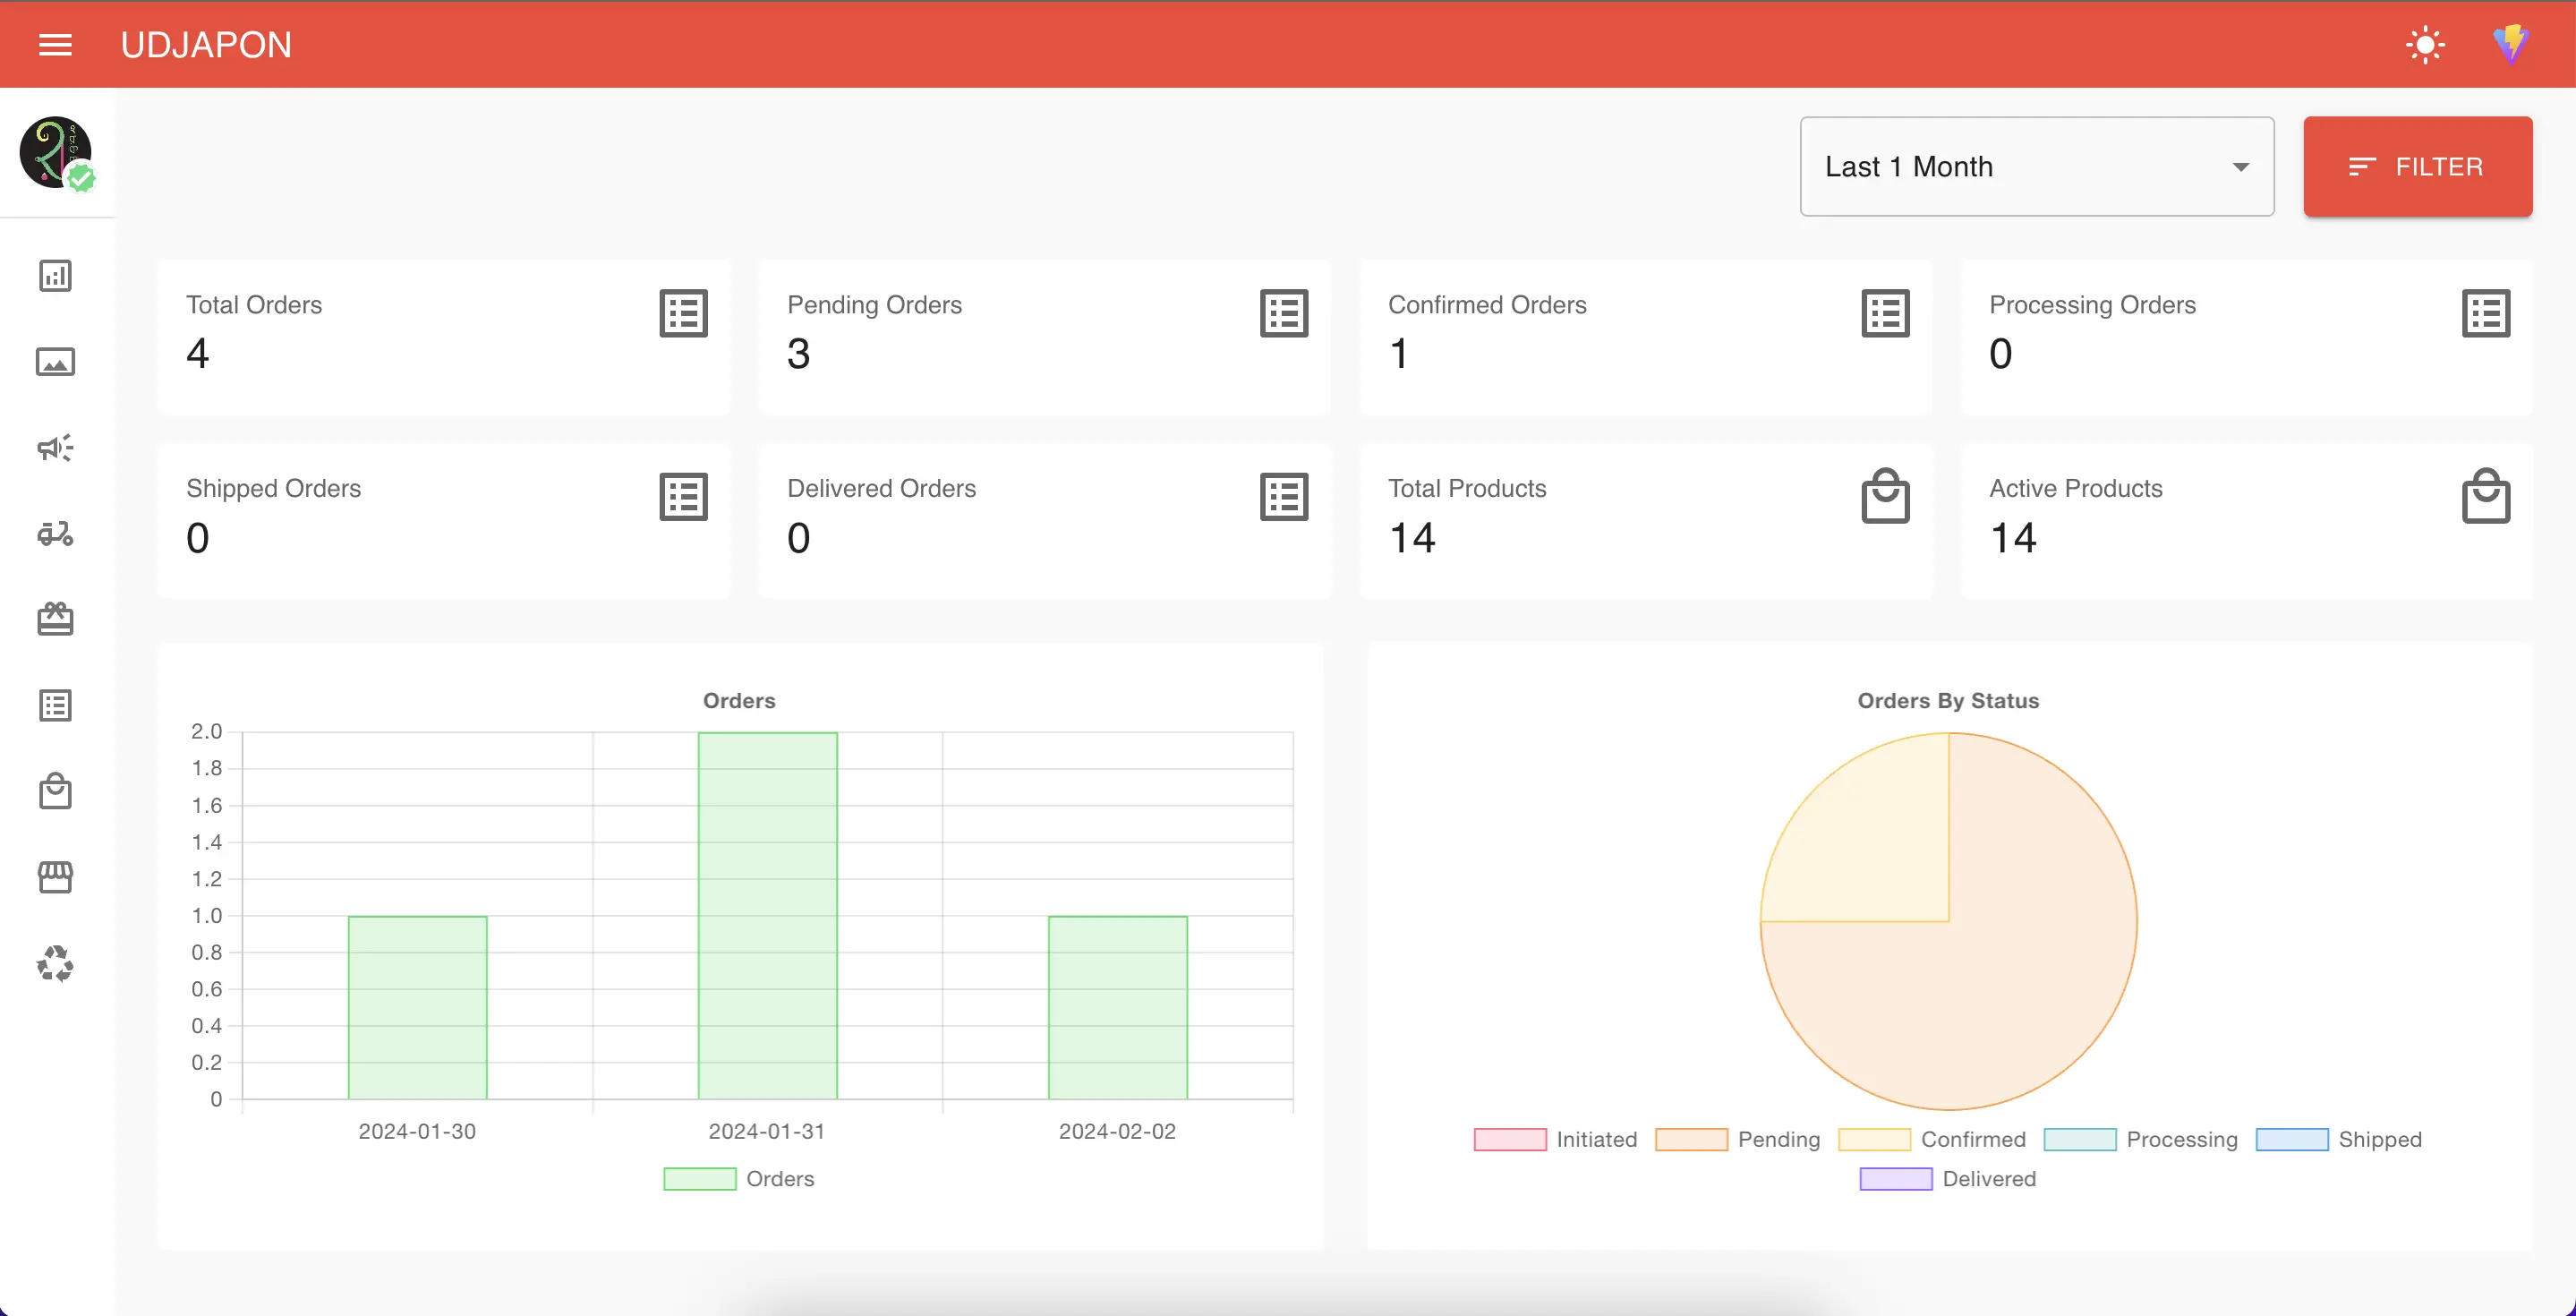 UDJAPON
Last 1 Month
FILTER
Total Orders
4
Pending Orders
3
Confirmed Orders
1
Processing Orders
0
Shipped Orders
0
Delivered Orders
0
Total Products
14
Active Products
14
Orders
2.0
1.8
1.6
1.4
1.2
1.0
0.8
0.6
0.4
0.2
0
2024-01-30 2024-01-31 2024-02-02
Orders
Orders By Status
Initiated Pending Confirmed Processing Shipped
Delivered